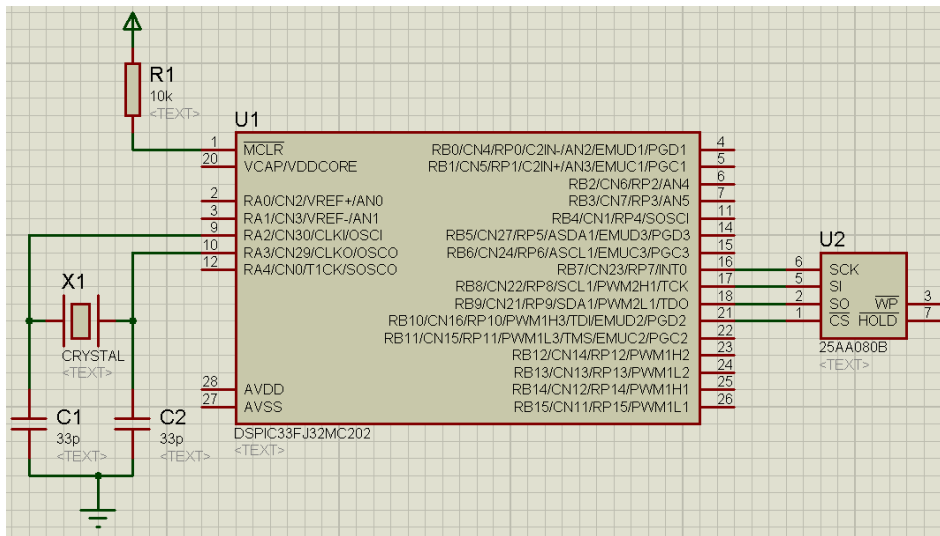 R1
10k
<TEXT>
U1
1 MCLR
20 VCAP/VDDCORE
2 RA0/CN2/VREF+/AN0
3 RA1/CN3/VREF-/AN1
9 RA2/CN30/CLKI/OSCI
10 RA3/CN29/CLKO/OSCO
12 RA4/CN0/T1CK/SOSCO
28 AVDD
27 AVSS
RB0/CN4/RP0/C2IN-/AN2/EMUD1/PGD1 4
RB1/CN5/RP1/C2IN+/AN3/EMUC1/PGC1 5
RB2/CN6/RP2/AN4 6
RB3/CN7/RP3/AN5 7
RB4/CN1/RP4/SOSCI 11
RB5/CN27/RP5/ASDA1/EMUD3/PGD3 14
RB6/CN24/RP6/ASCL1/EMUC3/PGC3 15
RB7/CN23/RP7/INT0 16
RB8/CN22/RP8/SCL1/PWM2H1/TCK 17
RB9/CN21/RP9/SDA1/PWM2L1/TDO 18
RB10/CN16/RP10/PWM1H3/TDI/EMUD2/PGD2 21
RB11/CN15/RP11/PWM1L3/TMS/EMUC2/PGC2 22
RB12/CN14/RP12/PWM1H2 23
RB13/CN13/RP13/PWM1L2 24
RB14/CN12/RP14/PWM1H1 25
RB15/CN11/RP15/PWM1L1 26
DSPIC33FJ32MC202
<TEXT>
X1
CRYSTAL
<TEXT>
C1
33p
<TEXT>
C2
33p
<TEXT>
U2
6 SCK
5 SI
2 SO WP 3
1 CS HOLD 7
25AA080B
<TEXT>